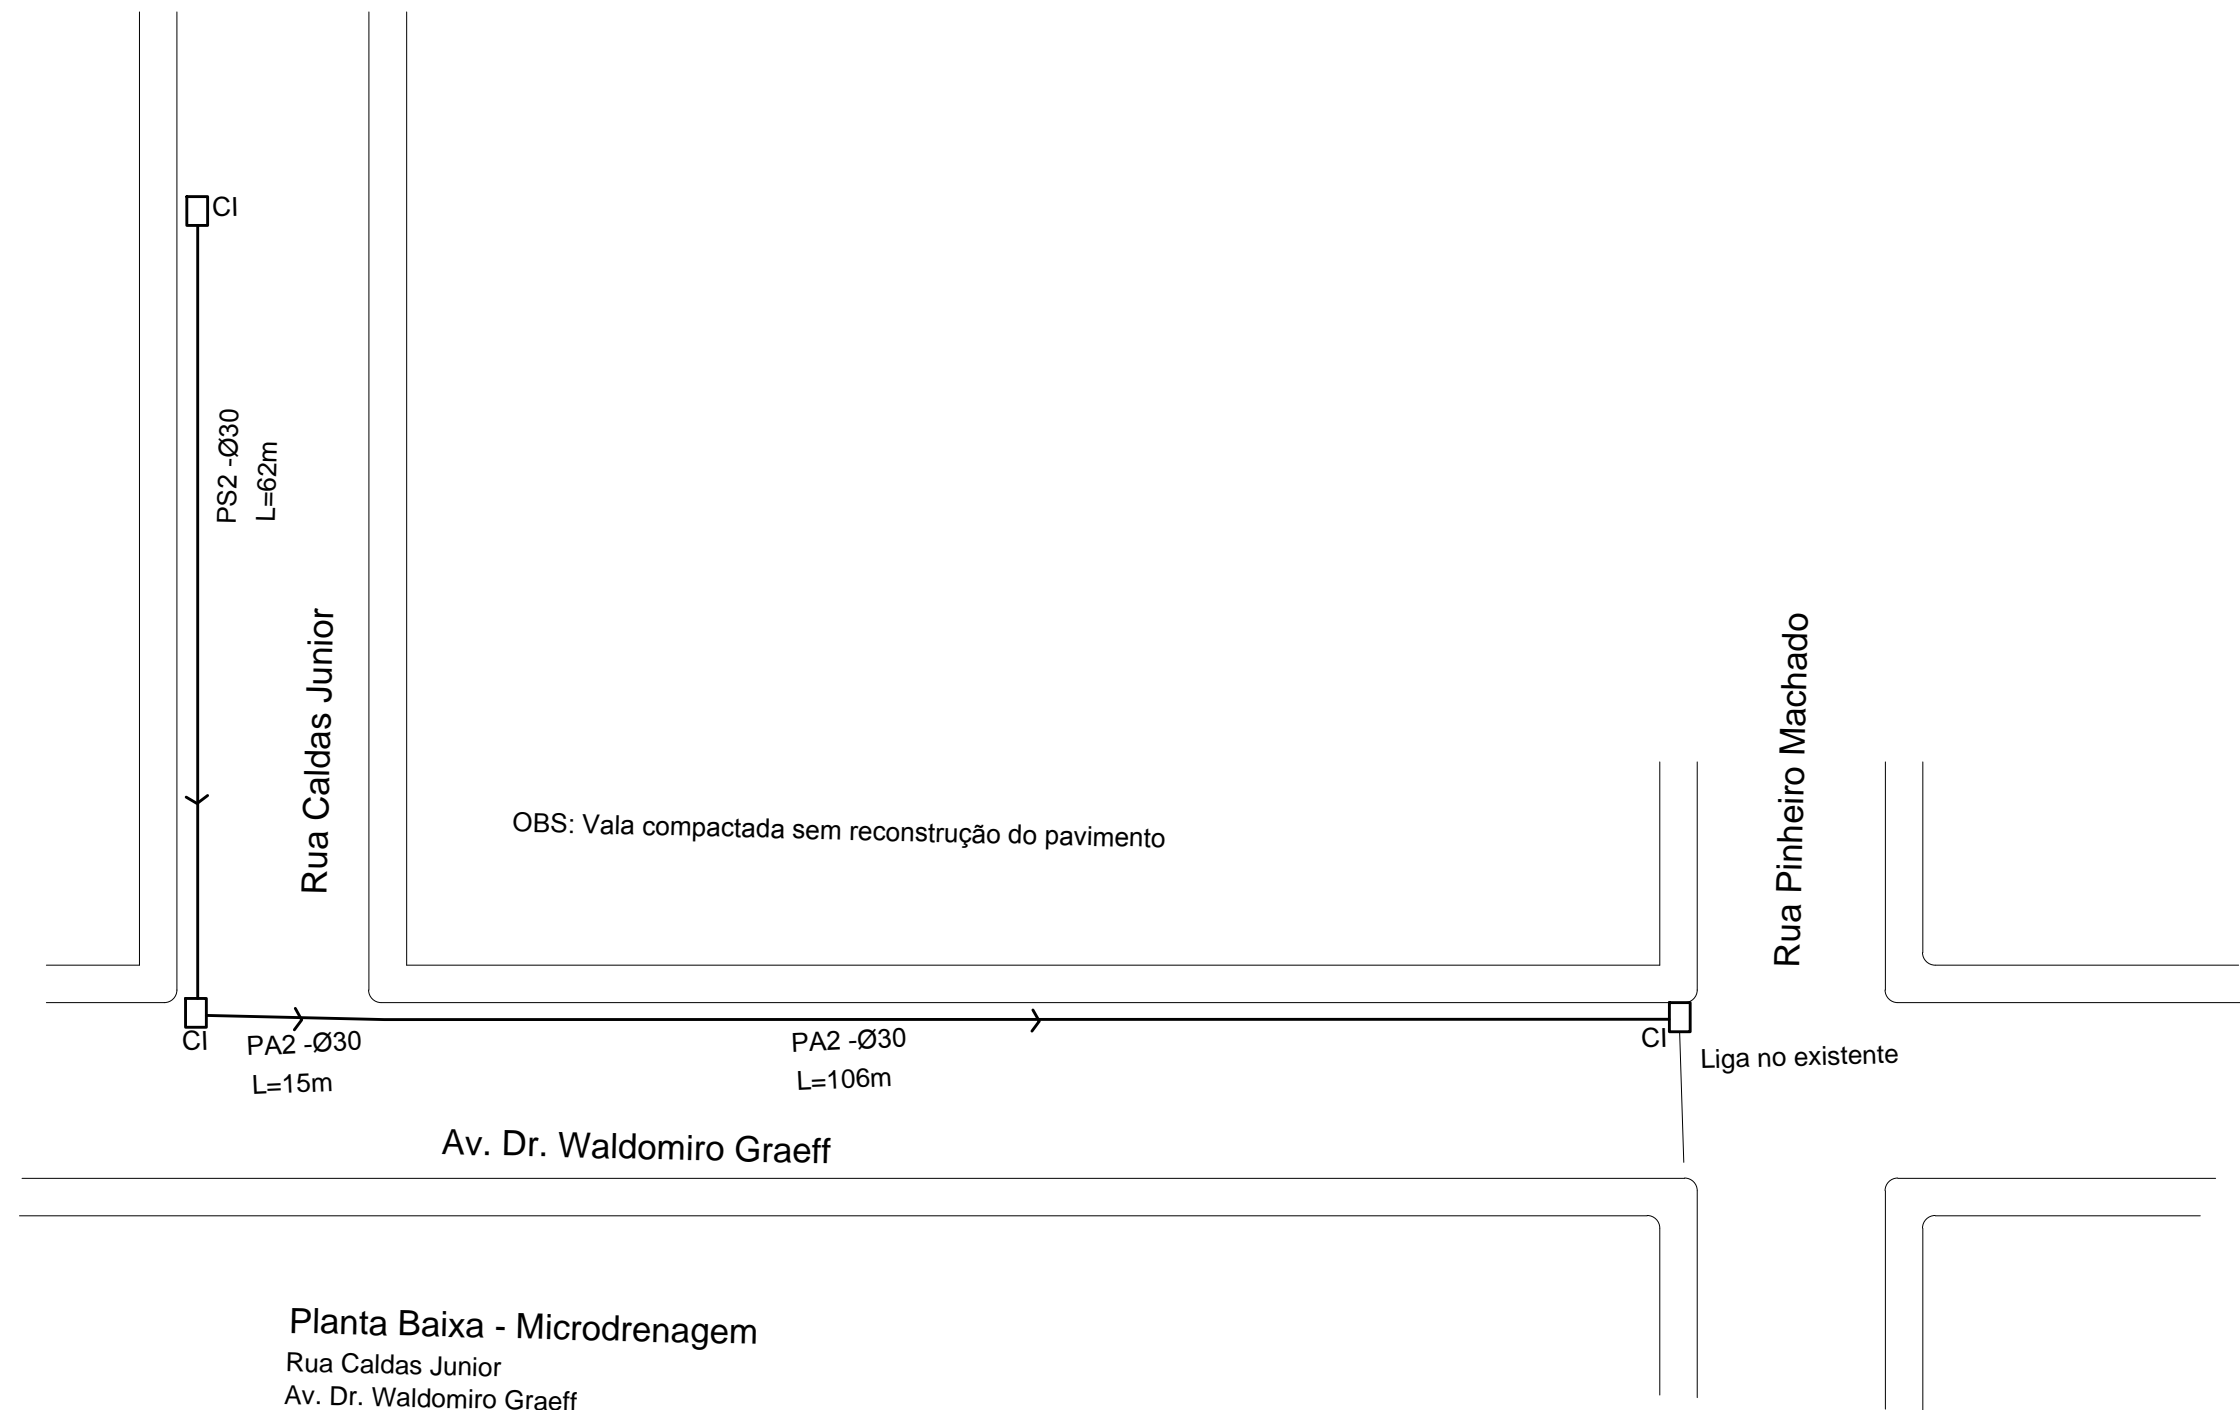 CI
PS2 -Ø30
L=62m
Rua Caldas Junior
OBS: Vala compactada sem reconstrução do pavimento
Rua Pinheiro Machado
CI
PA2 -Ø30
L=15m
PA2 -Ø30
L=106m
CI
Liga no existente
Av. Dr. Waldomiro Graeff
Planta Baixa - Microdrenagem
Rua Caldas Junior
Av. Dr. Waldomiro Graeff